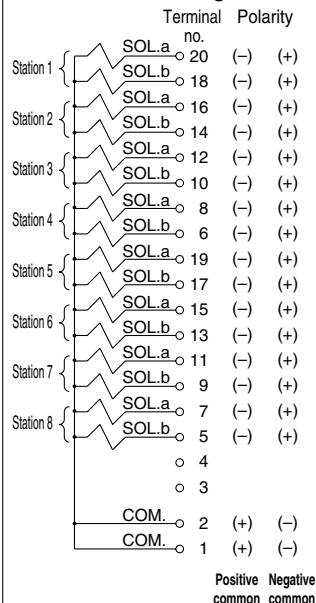 Terminal Polarity
no.
Station 1 SOL.a 20 (–) (+)
SOL.b 18 (–) (+)
Station 2 SOL.a 16 (–) (+)
SOL.b 14 (–) (+)
Station 3 SOL.a 12 (–) (+)
SOL.b 10 (–) (+)
Station 4 SOL.a 8 (–) (+)
SOL.b 6 (–) (+)
Station 5 SOL.a 19 (–) (+)
SOL.b 17 (–) (+)
Station 6 SOL.a 15 (–) (+)
SOL.b 13 (–) (+)
Station 7 SOL.a 11 (–) (+)
SOL.b 9 (–) (+)
Station 8 SOL.a 7 (–) (+)
SOL.b 5 (–) (+)
4
3
COM. 2 (+) (–)
COM. 1 (+) (–)
Positive Negative
common common